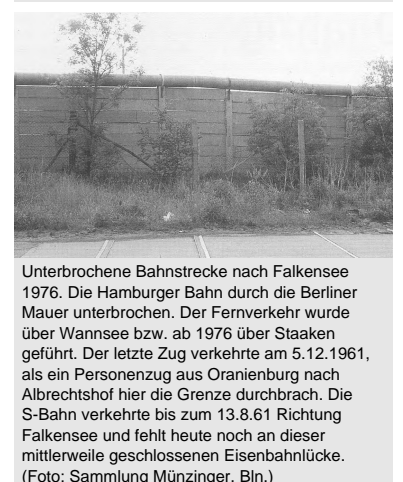 Unterbrochene Bahnstrecke nach Falkensee
1976. Die Hamburger Bahn durch die Berliner
Mauer unterbrochen. Der Fernverkehr wurde
über Wannsee bzw. ab 1976 über Staaken
geführt. Der letzte Zug verkehrte am 5.12.1961,
als ein Personenzug aus Oranienburg nach
Albrechtshof hier die Grenze durchbrach. Die
S-Bahn verkehrte bis zum 13.8.61 Richtung
Falkensee und fehlt heute noch an dieser
mittlerweile geschlossenen Eisenbahnlücke.
(Foto: Sammlung Münzinger, Bln.)